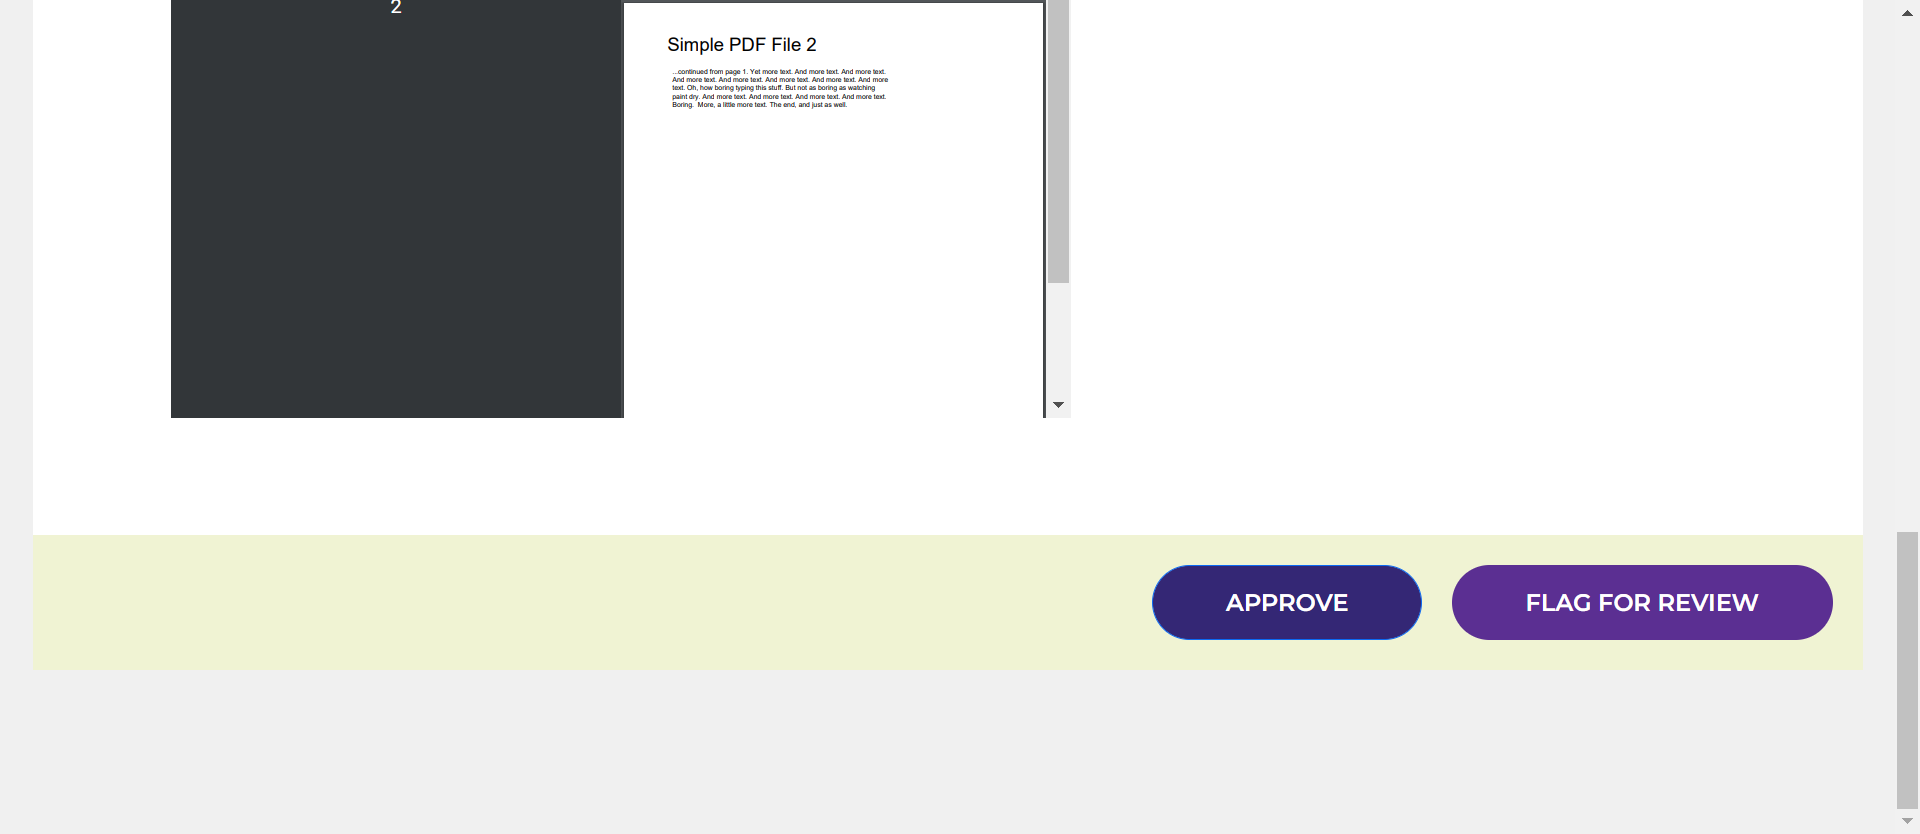 2
Simple PDF File 2
...continued from page 1. Yet more text. And more text. And more text.
And more text. And more text. And more text. And more text. And more
text. Oh, how boring typing this stuff. But not as boring as watching
paint dry. And more text. And more text. And more text. And more text.
Boring.  More, a little more text. The end, and just as well.
APPROVE
FLAG FOR REVIEW